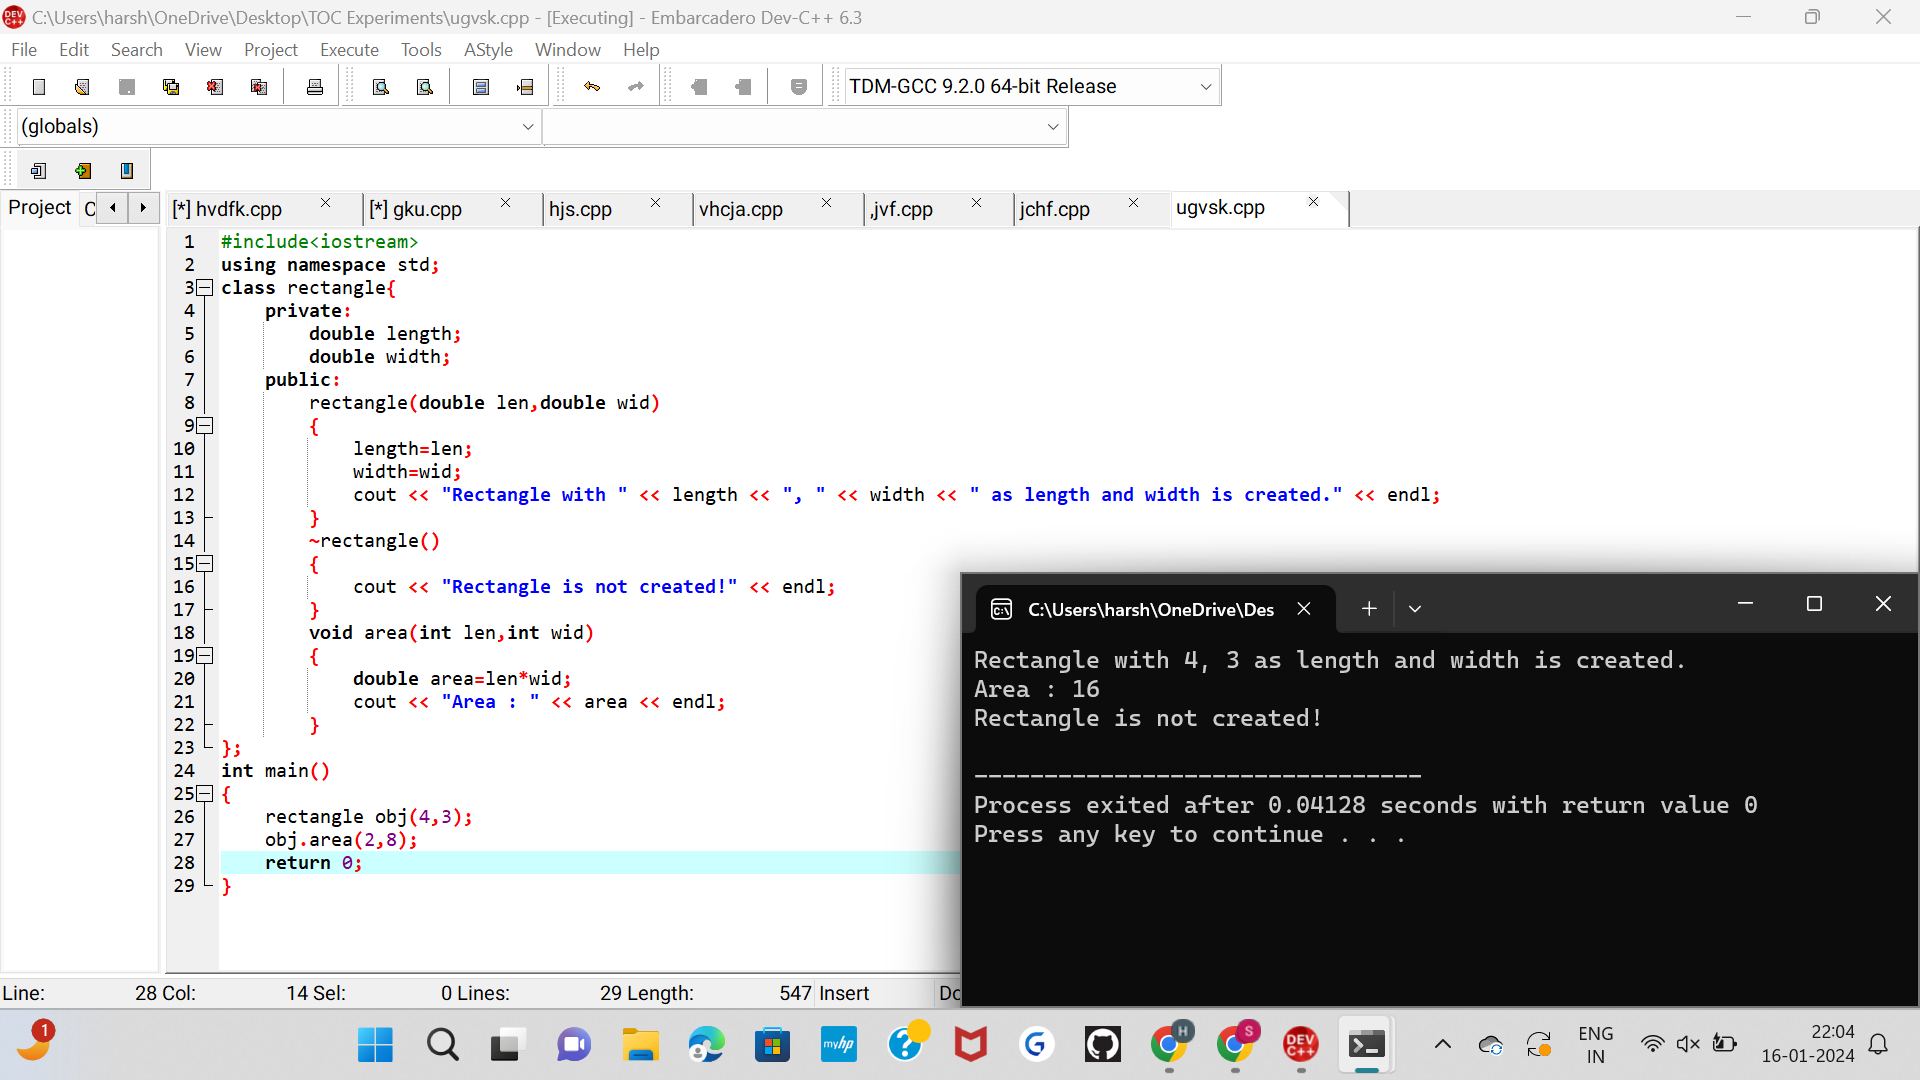 C:\Users\harsh\OneDrive\Desktop\TOC Experiments\ugvsk.cpp - [Executing] - Embarcadero Dev-C++ 6.3
File Edit Search View Project Execute Tools AStyle Window Help
TDM-GCC 9.2.0 64-bit Release
(globals)
Project C [*] hvdfk.cpp [*] gku.cpp hjs.cpp vhcja.cpp ,jvf.cpp jchf.cpp ugvsk.cpp
1 #include<iostream>
2 using namespace std;
3 class rectangle{
4 private:
5 double length;
6 double width;
7 public:
8 rectangle(double len,double wid)
9 {
10 length=len;
11 width=wid;
12 cout << "Rectangle with " << length << ", " << width << " as length and width is created." << endl;
13 }
14 ~rectangle()
15 {
16 cout << "Rectangle is not created!" << endl;
17 }
18 void area(int len,int wid)
19 {
20 double area=len*wid;
21 cout << "Area : " << area << endl;
22 }
23 };
24 int main()
25 {
26 rectangle obj(4,3);
27 obj.area(2,8);
28 return 0;
29 }
C:\Users\harsh\OneDrive\Des
Rectangle with 4, 3 as length and width is created.
Area : 16
Rectangle is not created!
--------------------------------
Process exited after 0.04128 seconds with return value 0
Press any key to continue . . .
Line: 28 Col: 14 Sel: 0 Lines: 29 Length: 547 Insert Do
1 myhp G H S DEV C++ ENG 22:04
IN 16-01-2024